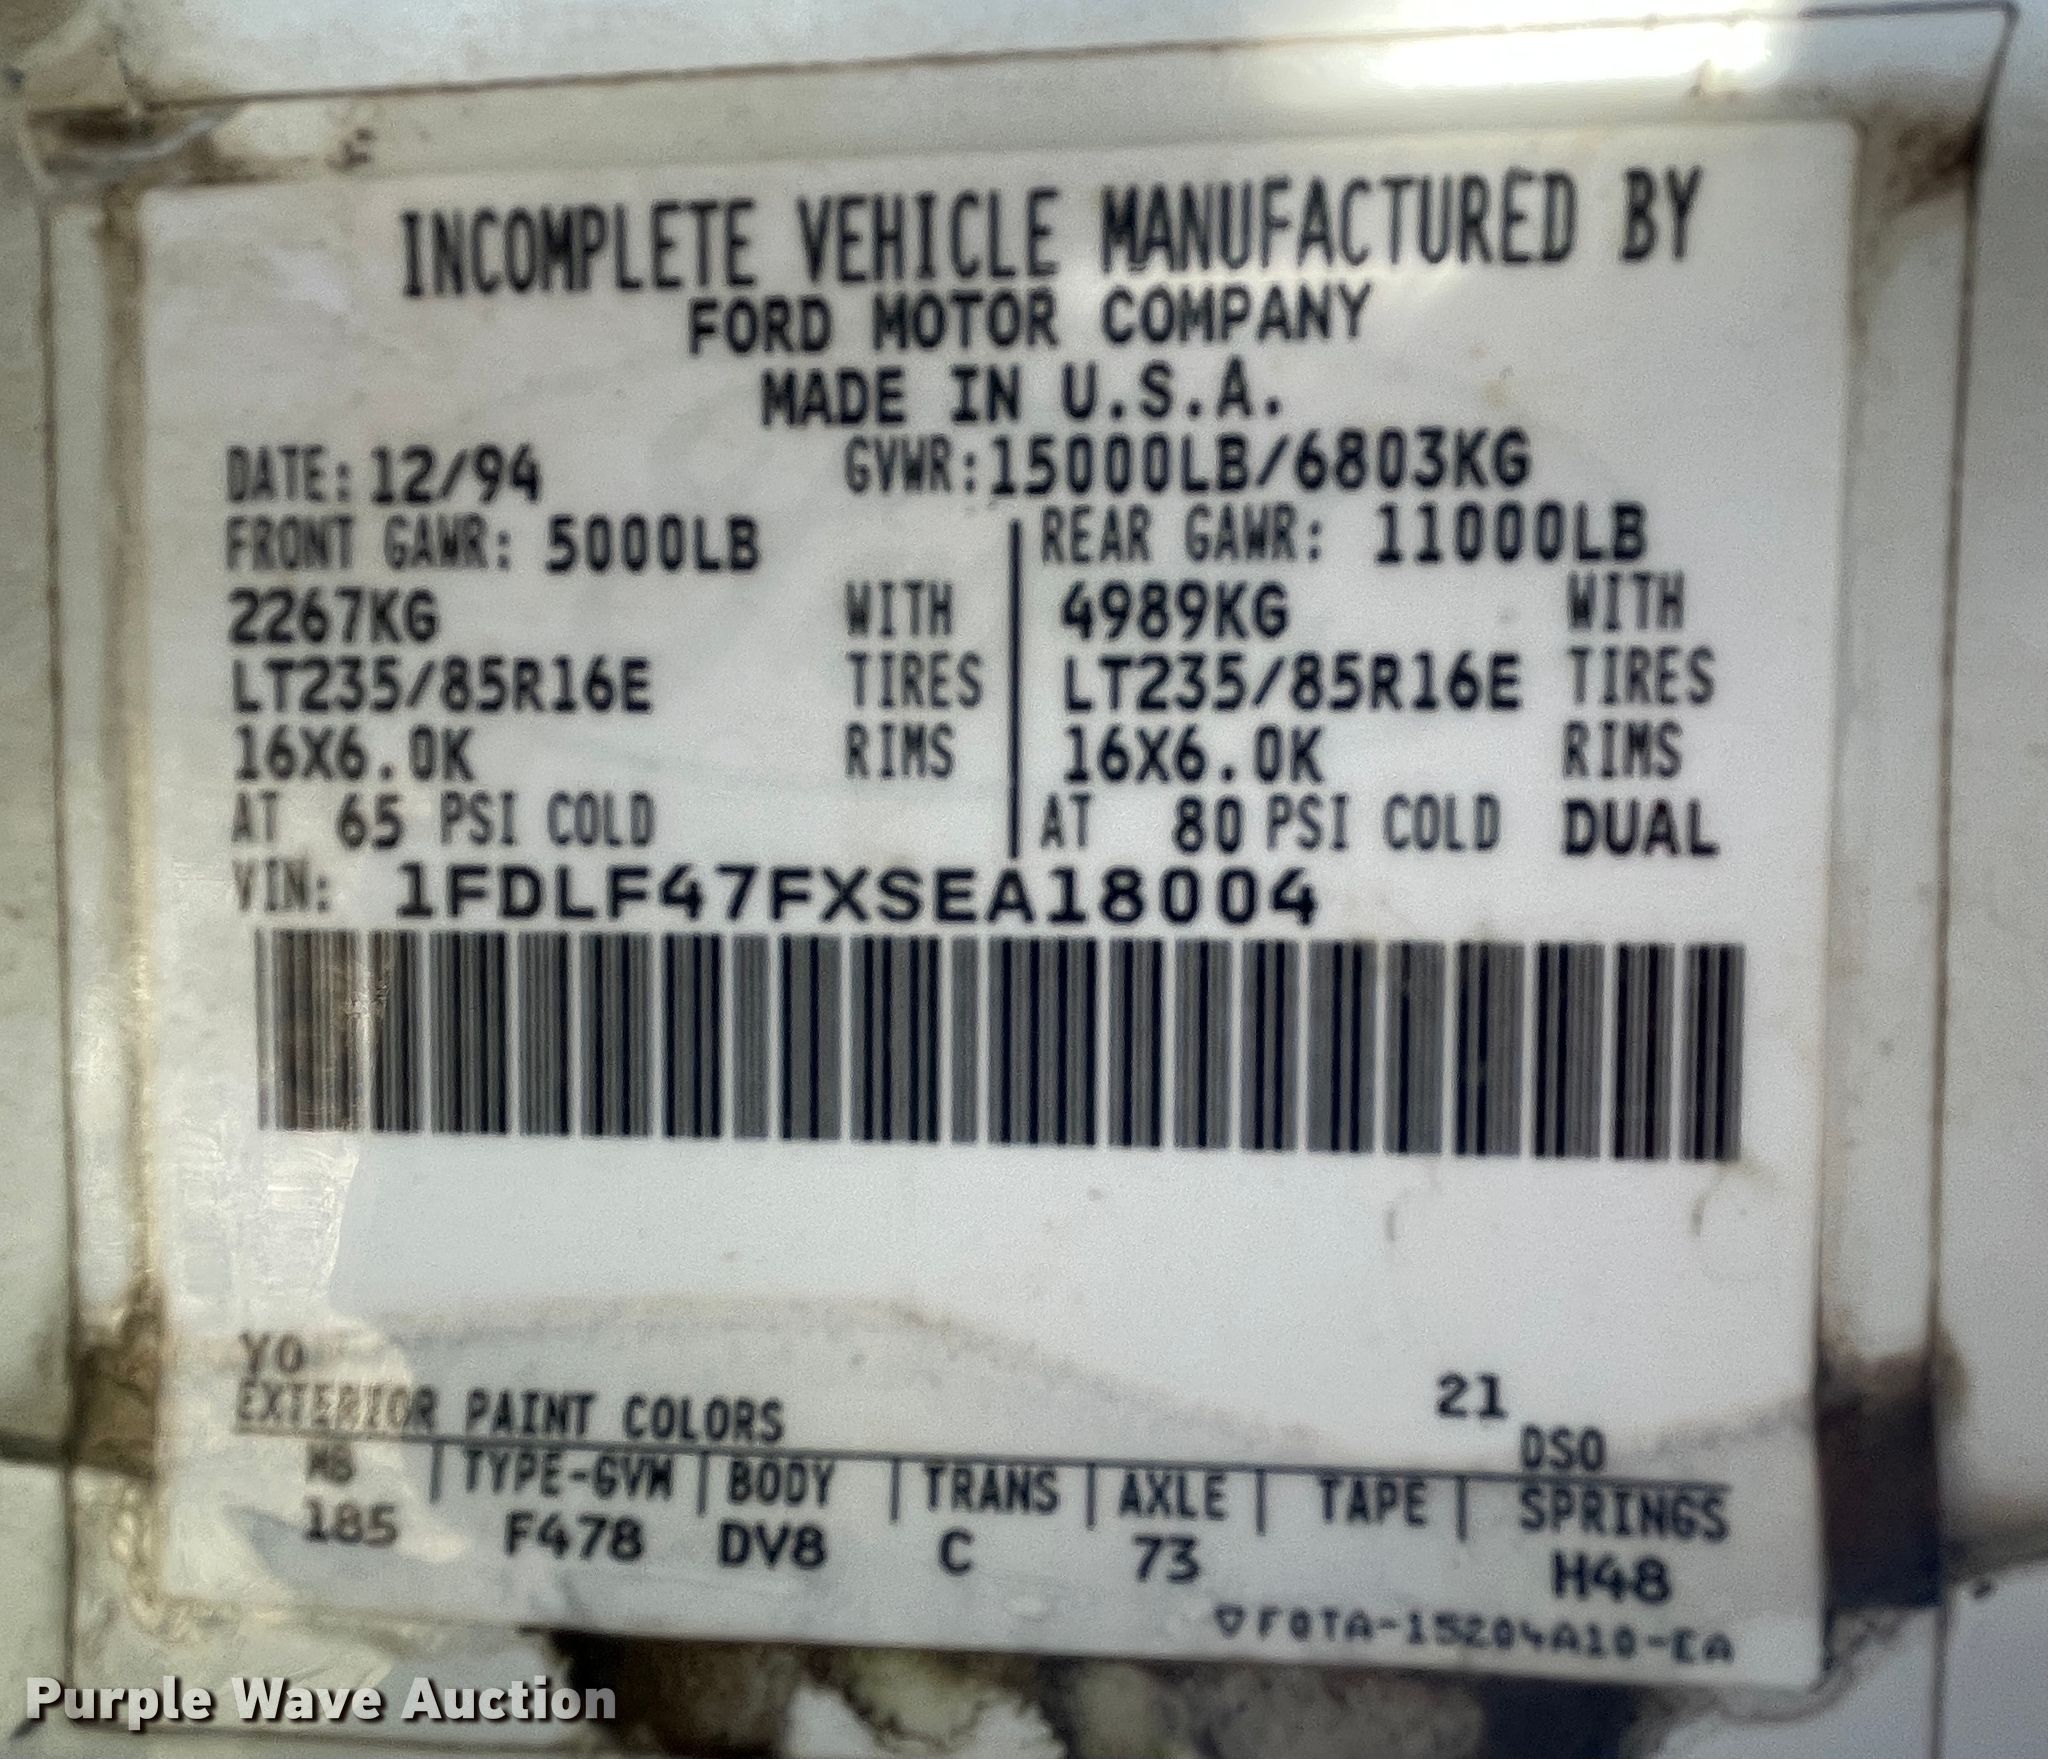 INCOMPLETE VEHICLE MANUFACTURED BY
FORD MOTOR COMPANY
MADE IN U.S.A.
DATE: 12/94 GVWR: 15000LB/6803KG
FRONT GAWR: 5000LB REAR GAWR: 11000LB
2267KG WITH 4989KG WITH
LT235/85R16E TIRES LT235/85R16E TIRES
16X6.0K RIMS 16X6.0K RIMS
AT 65 PSI COLD AT 80 PSI COLD DUAL
VIN: 1FDLF47FXSEA18004
YO
EXTERIOR PAINT COLORS 21 DSO
WB | TYPE-GVW | BODY | TRANS | AXLE | TAPE | SPRINGS
185 F478 DV8 C 73 H48
▽F0TA-15204A10-EA
Purple Wave Auction